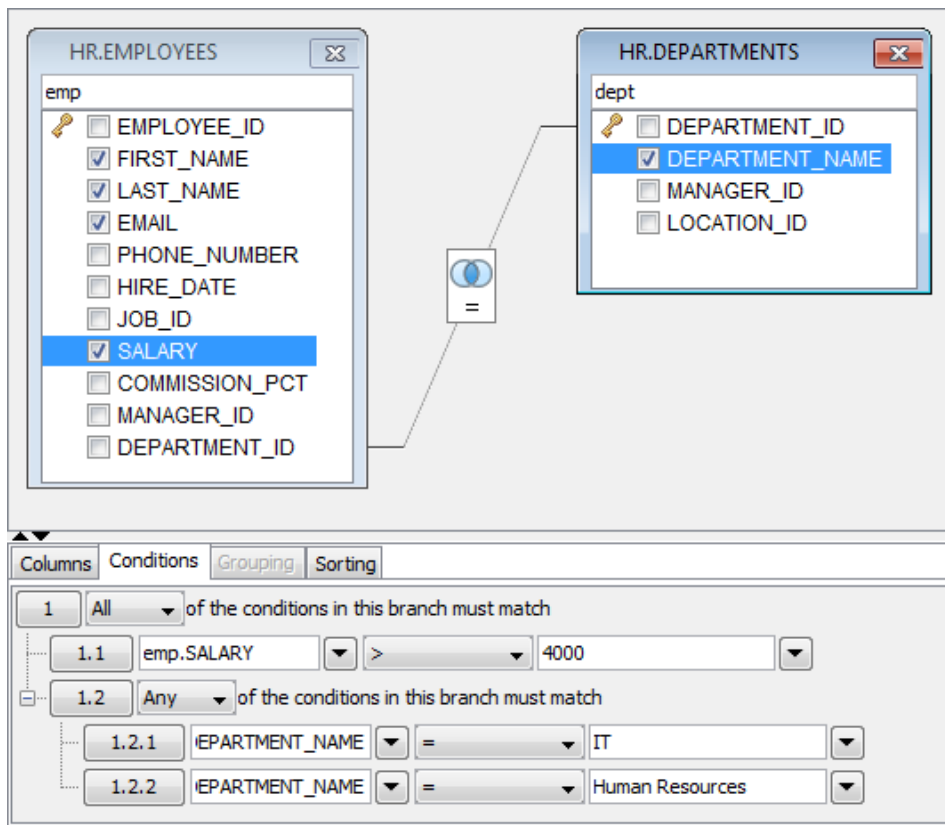 HR.EMPLOYEES
emp
EMPLOYEE_ID
FIRST_NAME
LAST_NAME
EMAIL
PHONE_NUMBER
HIRE_DATE
JOB_ID
SALARY
COMMISSION_PCT
MANAGER_ID
DEPARTMENT_ID
=
HR.DEPARTMENTS
dept
DEPARTMENT_ID
DEPARTMENT_NAME
MANAGER_ID
LOCATION_ID
Columns Conditions Grouping Sorting
1 All of the conditions in this branch must match
1.1 emp.SALARY > 4000
1.2 Any of the conditions in this branch must match
1.2.1 EPARTMENT_NAME = IT
1.2.2 EPARTMENT_NAME = Human Resources